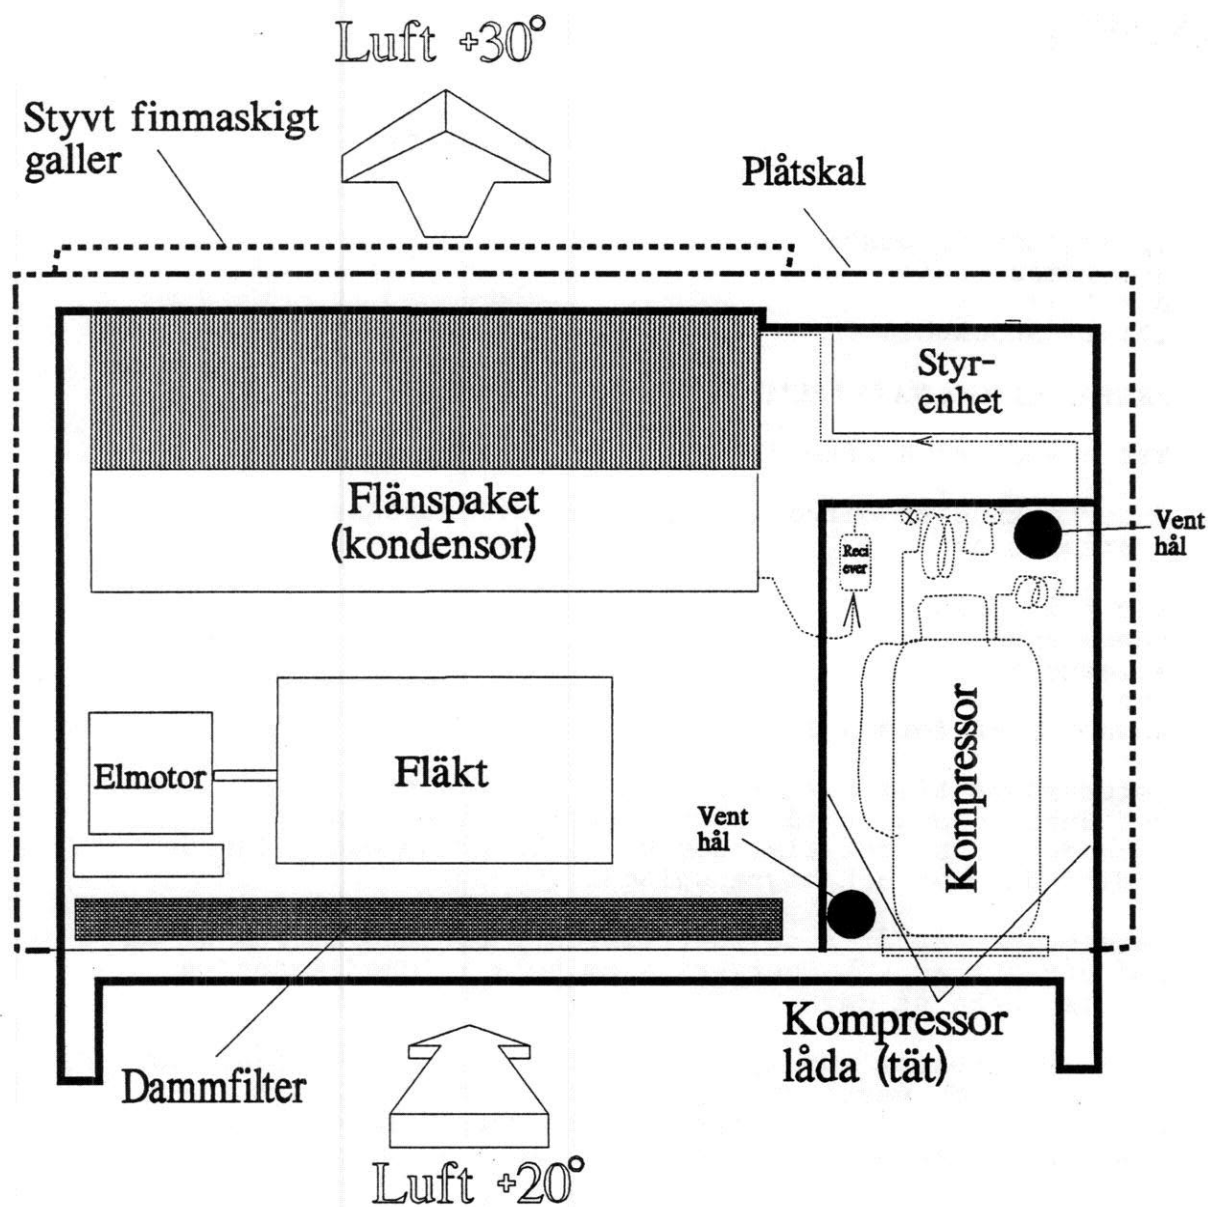 Luft +30°
Styvt finmaskigt
galler
Plåtskal
Styr-
enhet
Flänspaket
(kondensor)
Vent
hål
Reci
ever
Kompressor
Elmotor
Fläkt
Vent
hål
Kompressor
låda (tät)
Dammfilter
Luft +20°